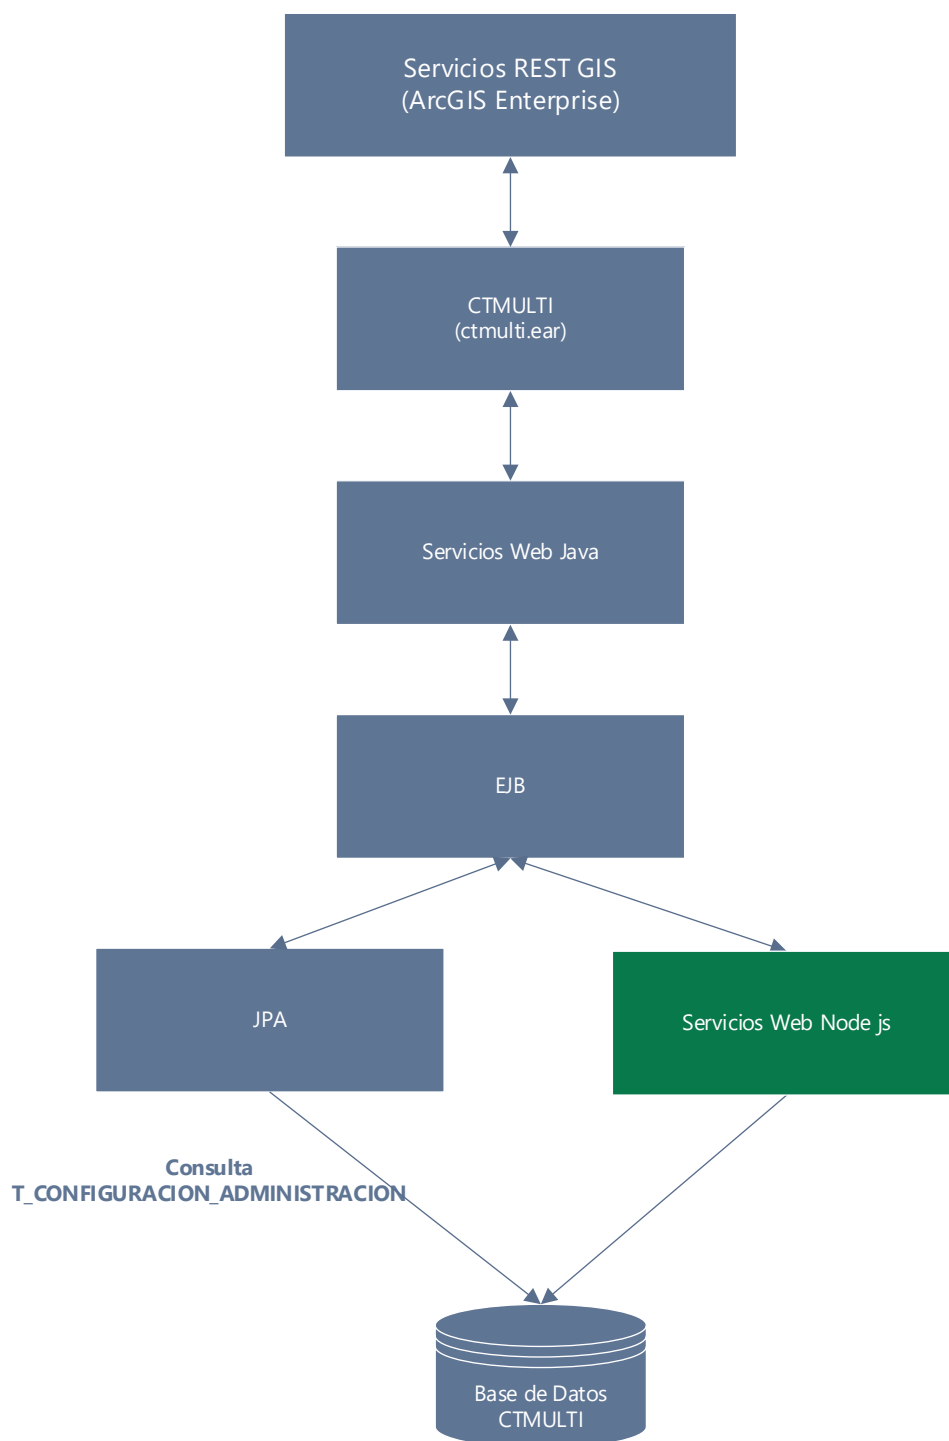 Servicios REST GIS
(ArcGIS Enterprise)
CTMULTI
(ctmulti.ear)
Servicios Web Java
EJB
JPA
Servicios Web Node js
Consulta
T_CONFIGURACION_ADMINISTRACION
Base de Datos
CTMULTI